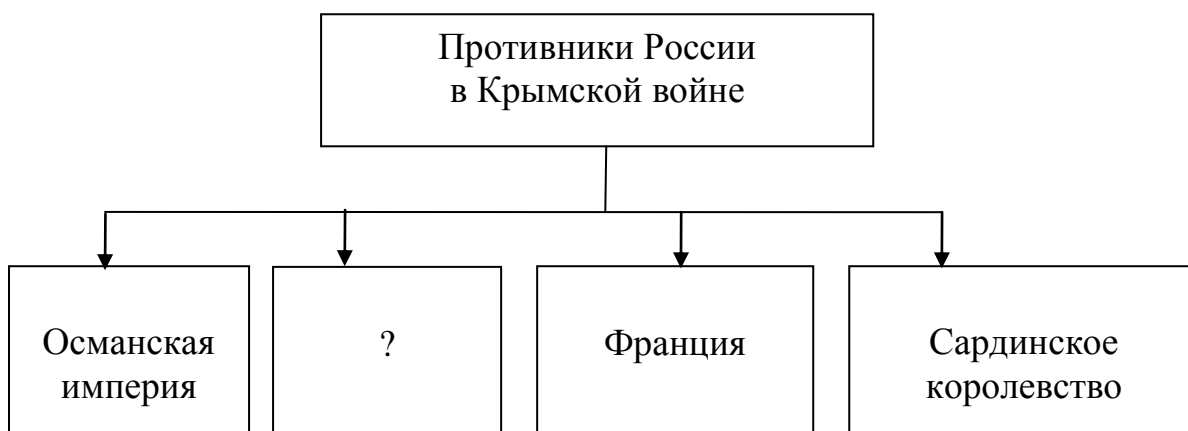 Противники России
в Крымской войне
Османская
империя
?
Франция
Сардинское
королевство